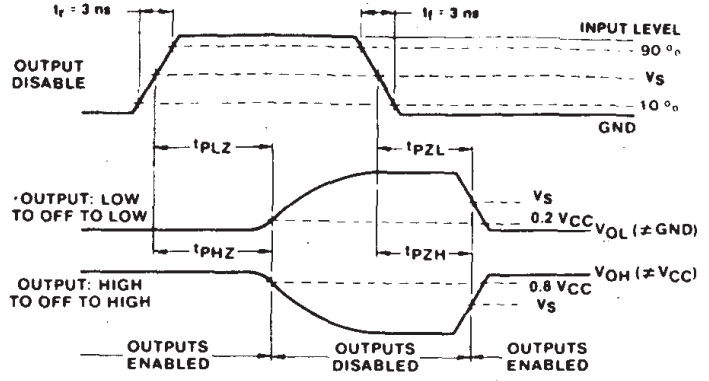 tr = 3 ns
tf = 3 ns
INPUT LEVEL
90 %
VS
10 %
GND
OUTPUT
DISABLE
tPLZ
tPZL
OUTPUT: LOW
TO OFF TO LOW
VS
0.2 VCC
VOL (≠ GND)
tPHZ
tPZH
OUTPUT: HIGH
TO OFF TO HIGH
VOH (≠ VCC)
0.8 VCC
VS
OUTPUTS
ENABLED
OUTPUTS
DISABLED
OUTPUTS
ENABLED